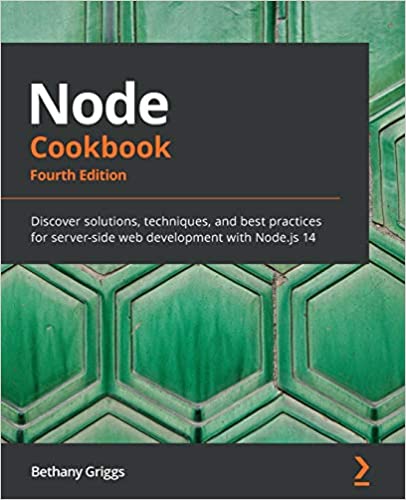 Node
Cookbook
Fourth Edition
Discover solutions, techniques, and best practices
for server-side web development with Node.js 14
Bethany Griggs